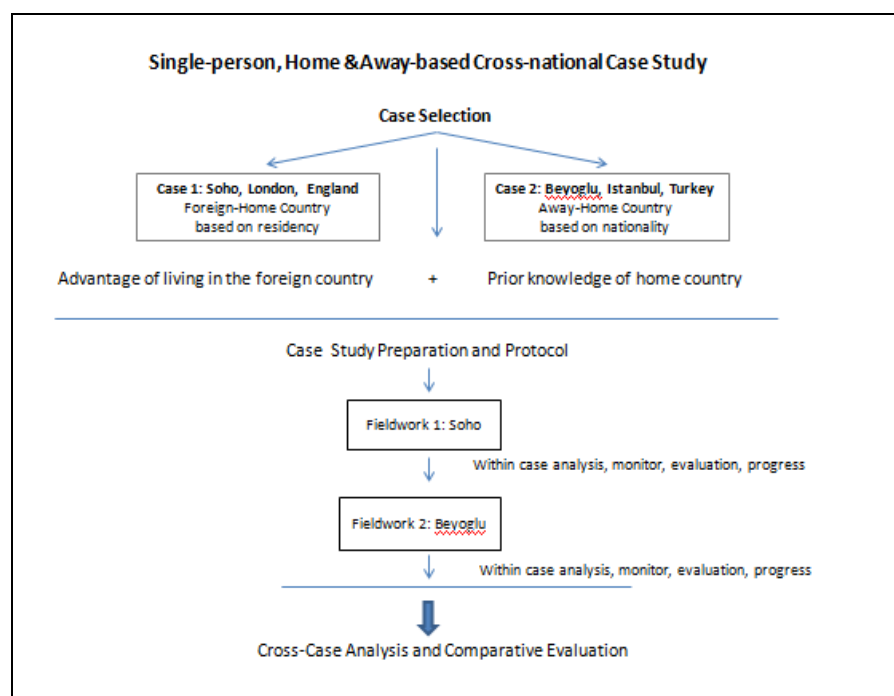 Single-person, Home &Away-based Cross-national Case Study
Case Selection
Case 1: Soho, London, England
Foreign-Home Country
based on residency
Case 2: Beyoglu, Istanbul, Turkey
Away-Home Country
based on nationality
Advantage of living in the foreign country + Prior knowledge of home country
Case Study Preparation and Protocol
Fieldwork 1: Soho
Within case analysis, monitor, evaluation, progress
Fieldwork 2: Beyoglu
Within case analysis, monitor, evaluation, progress
Cross-Case Analysis and Comparative Evaluation